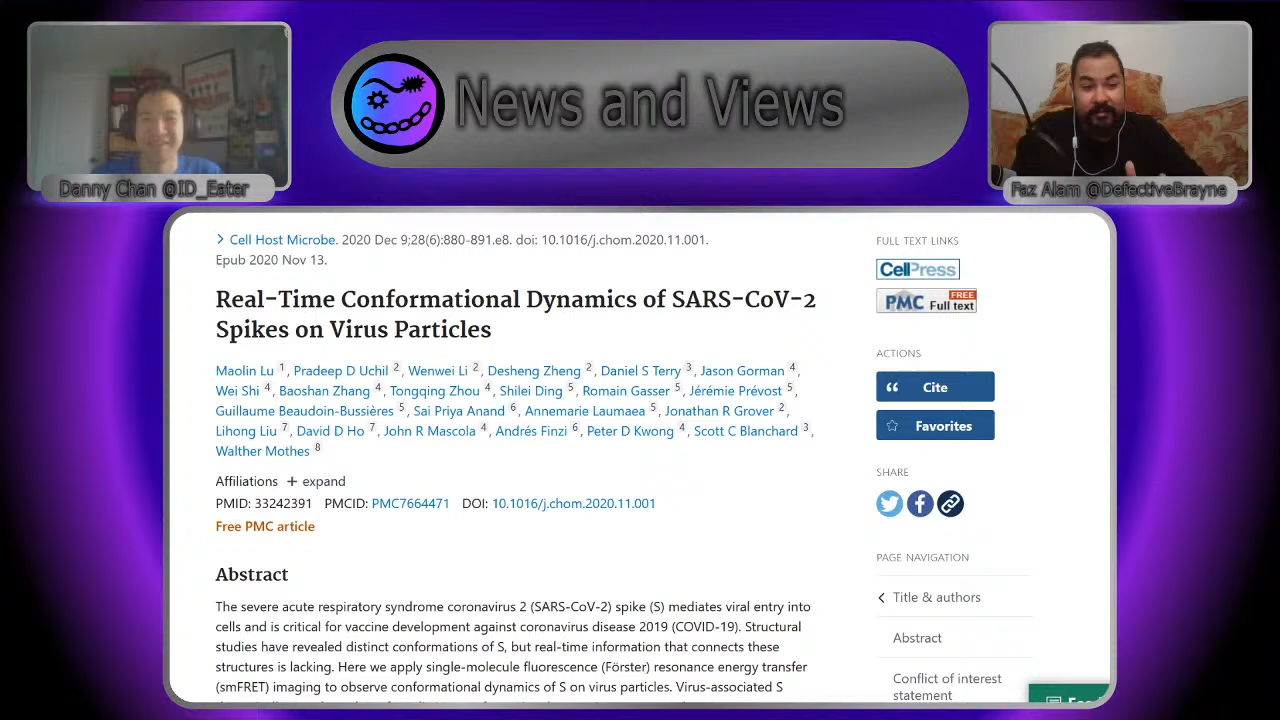 News and Views
Danny Chan @ID_Eater
Faz Alam @DefectiveBrayne
Cell Host Microbe. 2020 Dec 9;28(6):880-891.e8. doi: 10.1016/j.chom.2020.11.001.
Epub 2020 Nov 13.
Real-Time Conformational Dynamics of SARS-CoV-2
Spikes on Virus Particles
Maolin Lu 1, Pradeep D Uchil 2, Wenwei Li 2, Desheng Zheng 2, Daniel S Terry 3, Jason Gorman 4,
Wei Shi 4, Baoshan Zhang 4, Tongqing Zhou 4, Shilei Ding 5, Romain Gasser 5, Jérémie Prévost 5,
Guillaume Beaudoin-Bussières 5, Sai Priya Anand 6, Annemarie Laumaea 5, Jonathan R Grover 2,
Lihong Liu 7, David D Ho 7, John R Mascola 4, Andrés Finzi 6, Peter D Kwong 4, Scott C Blanchard 3,
Walther Mothes 8
Affiliations + expand
PMID: 33242391 PMCID: PMC7664471 DOI: 10.1016/j.chom.2020.11.001
Free PMC article
Abstract
The severe acute respiratory syndrome coronavirus 2 (SARS-CoV-2) spike (S) mediates viral entry into
cells and is critical for vaccine development against coronavirus disease 2019 (COVID-19). Structural
studies have revealed distinct conformations of S, but real-time information that connects these
structures is lacking. Here we apply single-molecule fluorescence (Förster) resonance energy transfer
(smFRET) imaging to observe conformational dynamics of S on virus particles. Virus-associated S
FULL TEXT LINKS
CellPress
PMC FREE Full text
ACTIONS
Cite
Favorites
SHARE
PAGE NAVIGATION
Title & authors
Abstract
Conflict of interest
statement